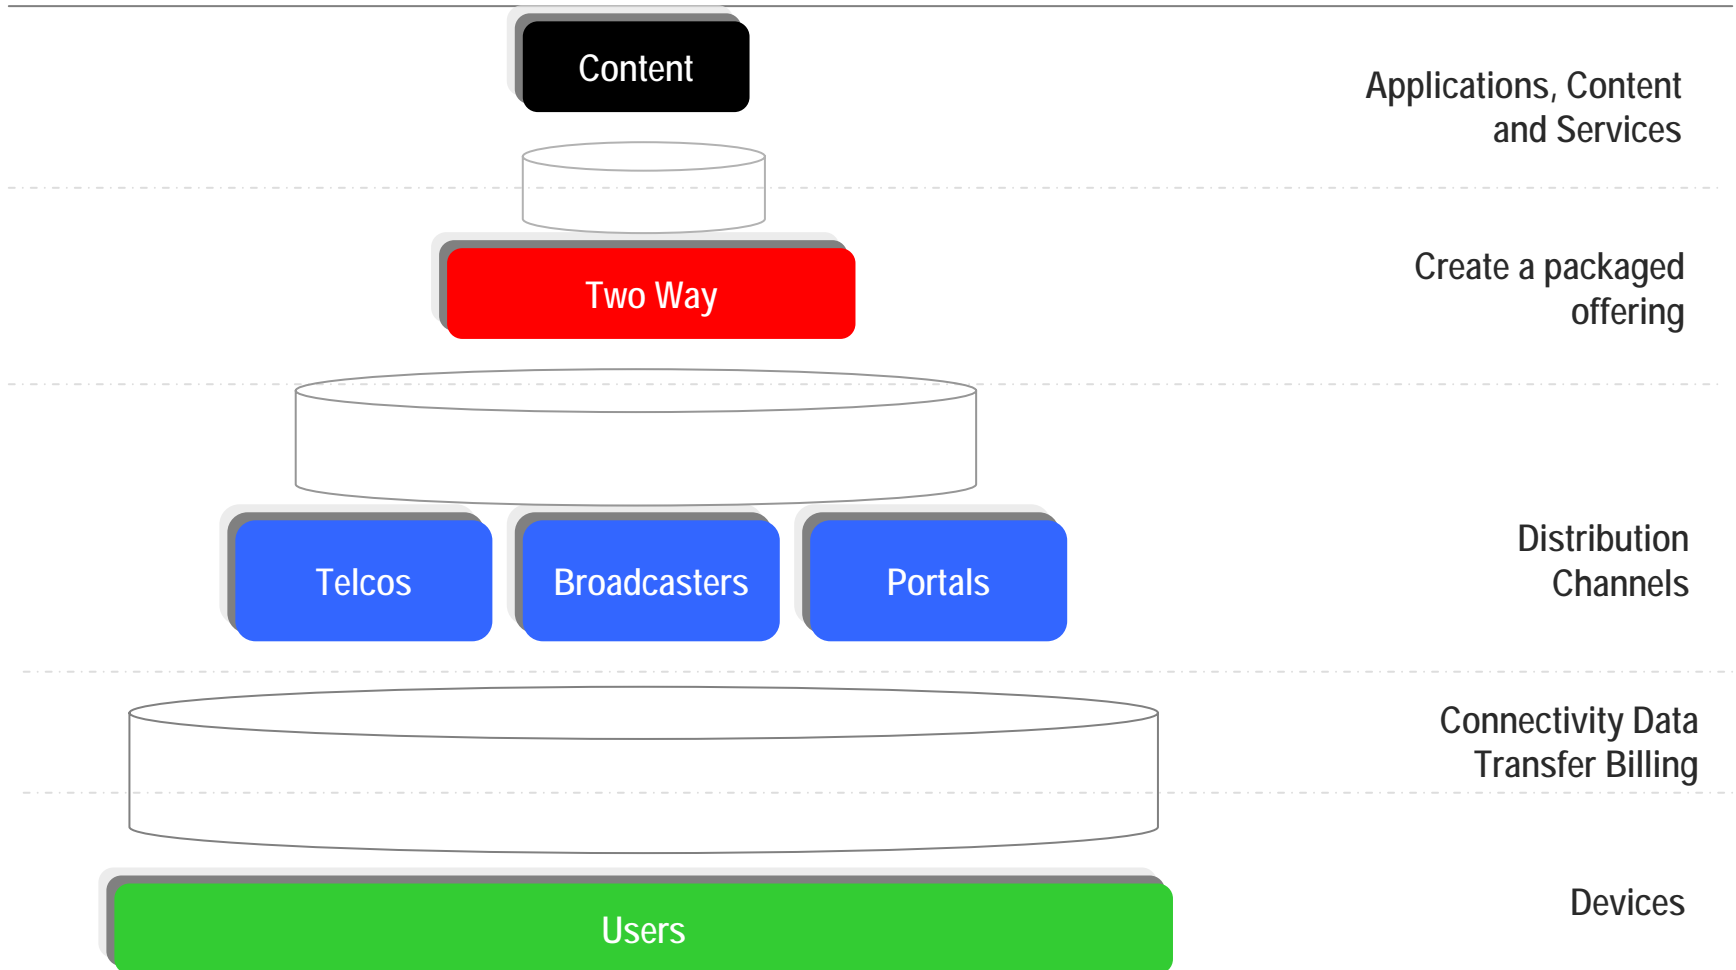 Content
Applications, Content
and Services
Two Way
Create a packaged
offering
Telcos
Broadcasters
Portals
Distribution
Channels
Connectivity Data
Transfer Billing
Users
Devices